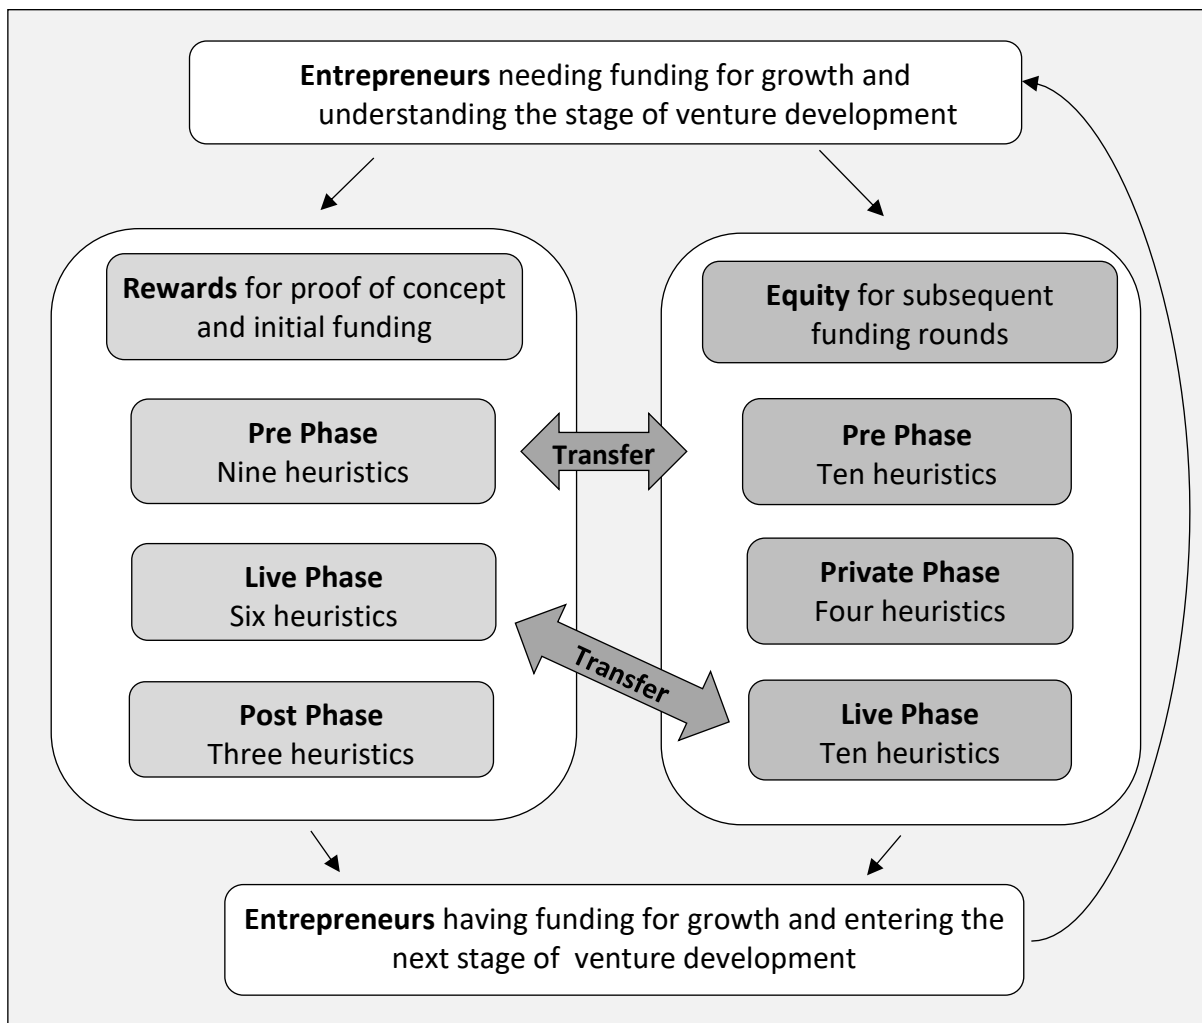 Entrepreneurs needing funding for growth and
understanding the stage of venture development
Rewards for proof of concept
and initial funding
Pre Phase
Nine heuristics
Live Phase
Six heuristics
Post Phase
Three heuristics
Transfer
Transfer
Equity for subsequent
funding rounds
Pre Phase
Ten heuristics
Private Phase
Four heuristics
Live Phase
Ten heuristics
Entrepreneurs having funding for growth and entering the
next stage of venture development